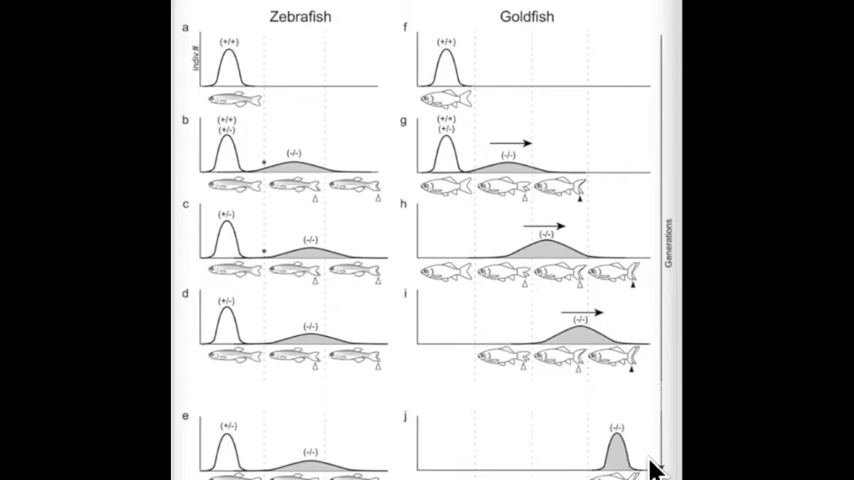 Zebrafish
Goldfish
a
indiv.#
(+/+)
f
(+/+)
b
(+/+)
(+/-)
*
(-/-)
g
(+/+)
(+/-)
(-/-)
c
(+/-)
*
(-/-)
h
(-/-)
Generations
d
(+/-)
(-/-)
i
(-/-)
e
(+/-)
(-/-)
j
(-/-)